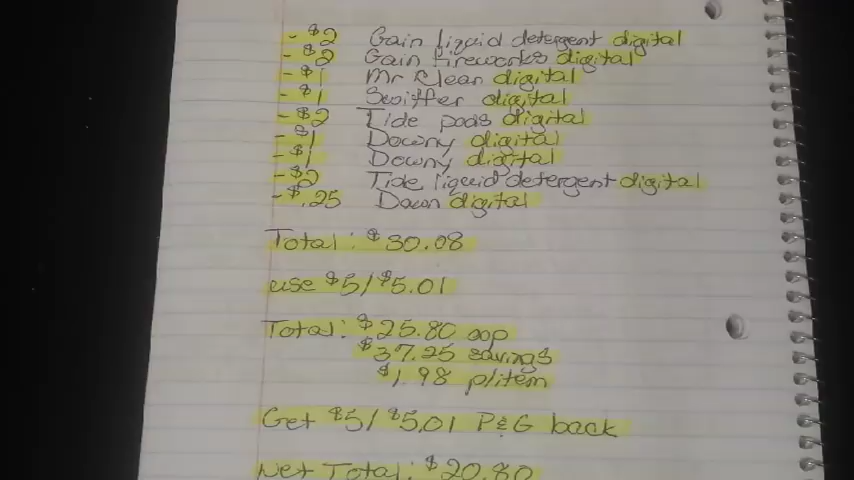 - $2 Gain liquid detergent digital
- $2 Gain fireworks digital
- $1 Mr Clean digital
- $1 Swiffer digital
- $2 Tide pods digital
- $1 Downy digital
- $1 Downy digital
- $2 Tide liquid detergent digital
- $.25 Dawn digital
Total: $30.08
use $5/$5.01
Total: $25.80 oop
$37.25 savings
$1.98 p/item
Get $5/$5.01 P&G back
Net Total: $20.80